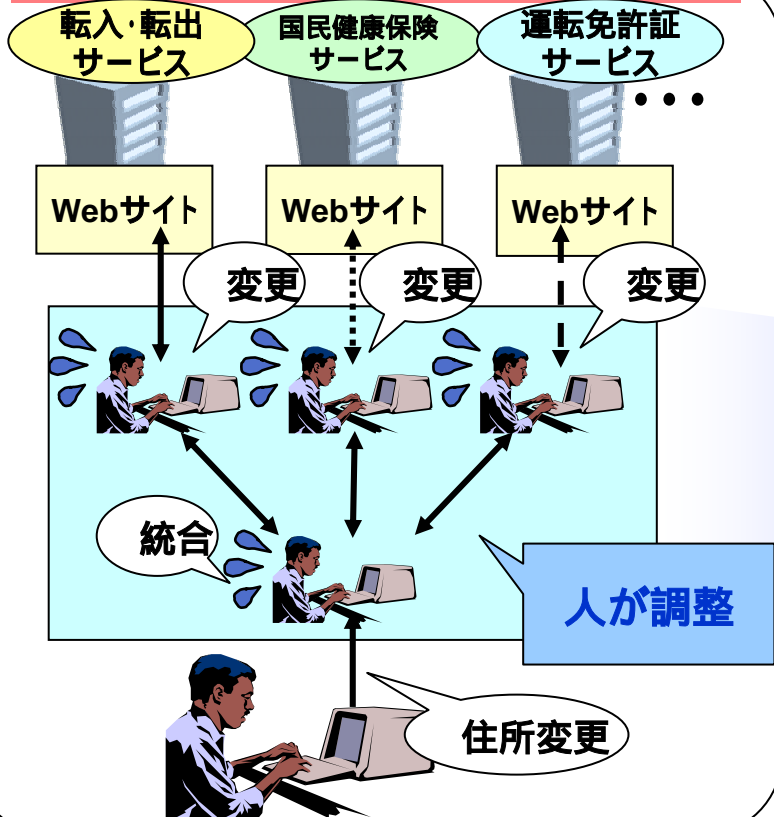 転入･転出
サービス
国民健康保険
サービス
運転免許証
サービス
・・・
Webサイト
Webサイト
Webサイト
変更
変更
変更
統合
人が調整
住所変更